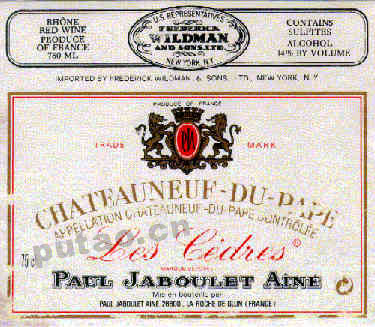 RHÔNE
RED WINE
PRODUCE
OF FRANCE
750 ML
U.S. REPRESENTATIVES
FREDERICK
WILDMAN
AND SONS LTD
NEW YORK, N.Y.
CONTAINS
SULFITES
ALCOHOL
14% BY VOLUME
IMPORTED BY FREDERICK WILDMAN & SONS LTD, NEW YORK, N.Y.
PRODUCE OF FRANCE
TRADE MARK
CHATEAUNEUF-DU-PAPE
APPELLATION CHATEAUNEUF-DU-PAPE CONTRÔLÉE
putao.cn
Les Cèdres®
75 cl
PAUL JABOULET AINÉ
Mis en bouteille par
PAUL JABOULET AINÉ 26600 LA ROCHE DE GLUN (FRANCE)